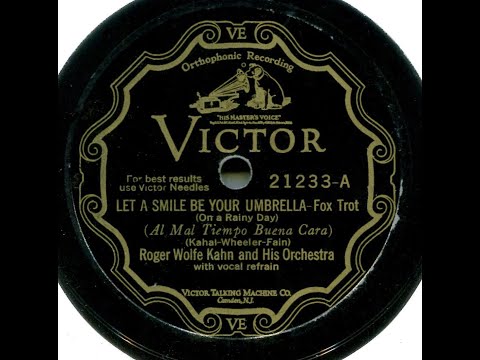 VE
Orthophonic Recording
"HIS MASTER'S VOICE"
VICTOR
For best results
use Victor Needles
21233-A
LET A SMILE BE YOUR UMBRELLA-Fox Trot
(On a Rainy Day)
(Al Mal Tiempo Buena Cara)
(Kahal-Wheeler-Fain)
Roger Wolfe Kahn and His Orchestra
with vocal refrain
VICTOR TALKING MACHINE CO.
Camden, N.J.
VE